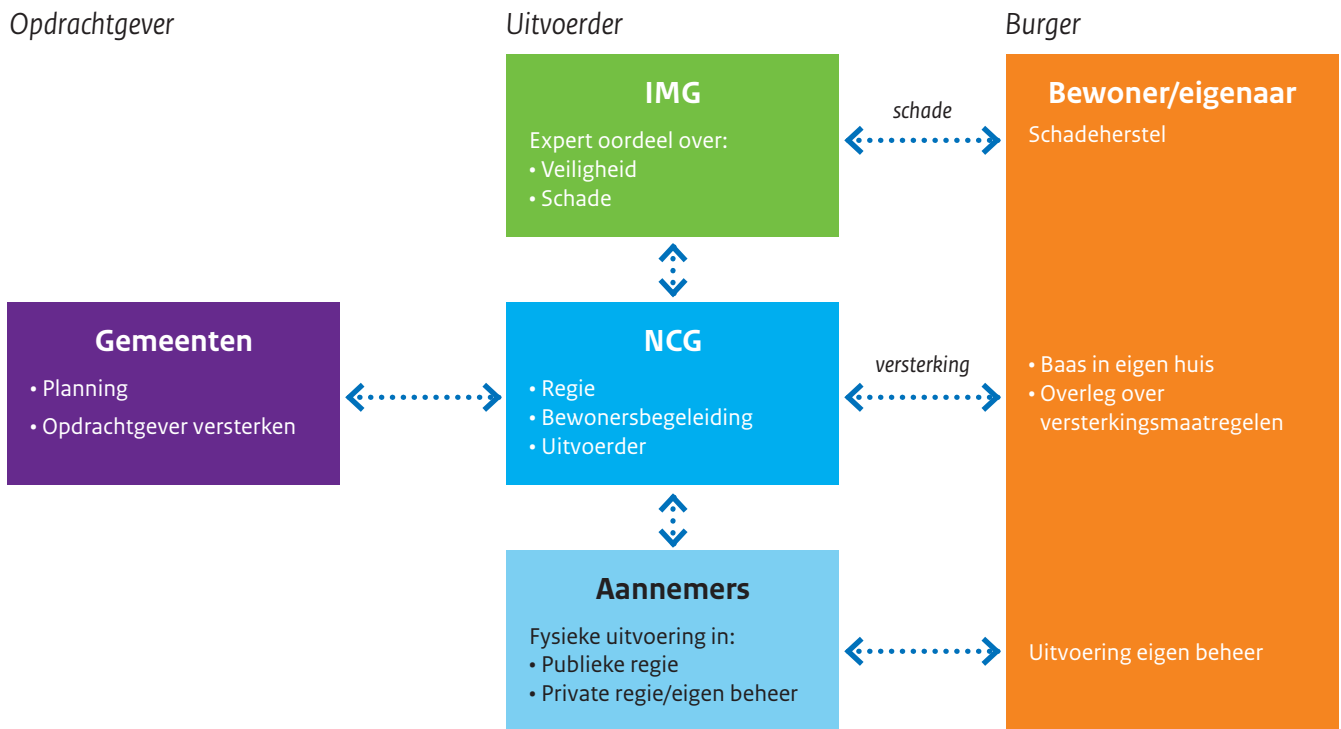 Opdrachtgever
Uitvoerder
Burger
IMG
Expert oordeel over:
• Veiligheid
• Schade
schade
Bewoner/eigenaar
Schadeherstel
Gemeenten
• Planning
• Opdrachtgever versterken
NCG
• Regie
• Bewonersbegeleiding
• Uitvoerder
versterking
• Baas in eigen huis
• Overleg over
versterkingsmaatregelen
Aannemers
Fysieke uitvoering in:
• Publieke regie
• Private regie/eigen beheer
Uitvoering eigen beheer